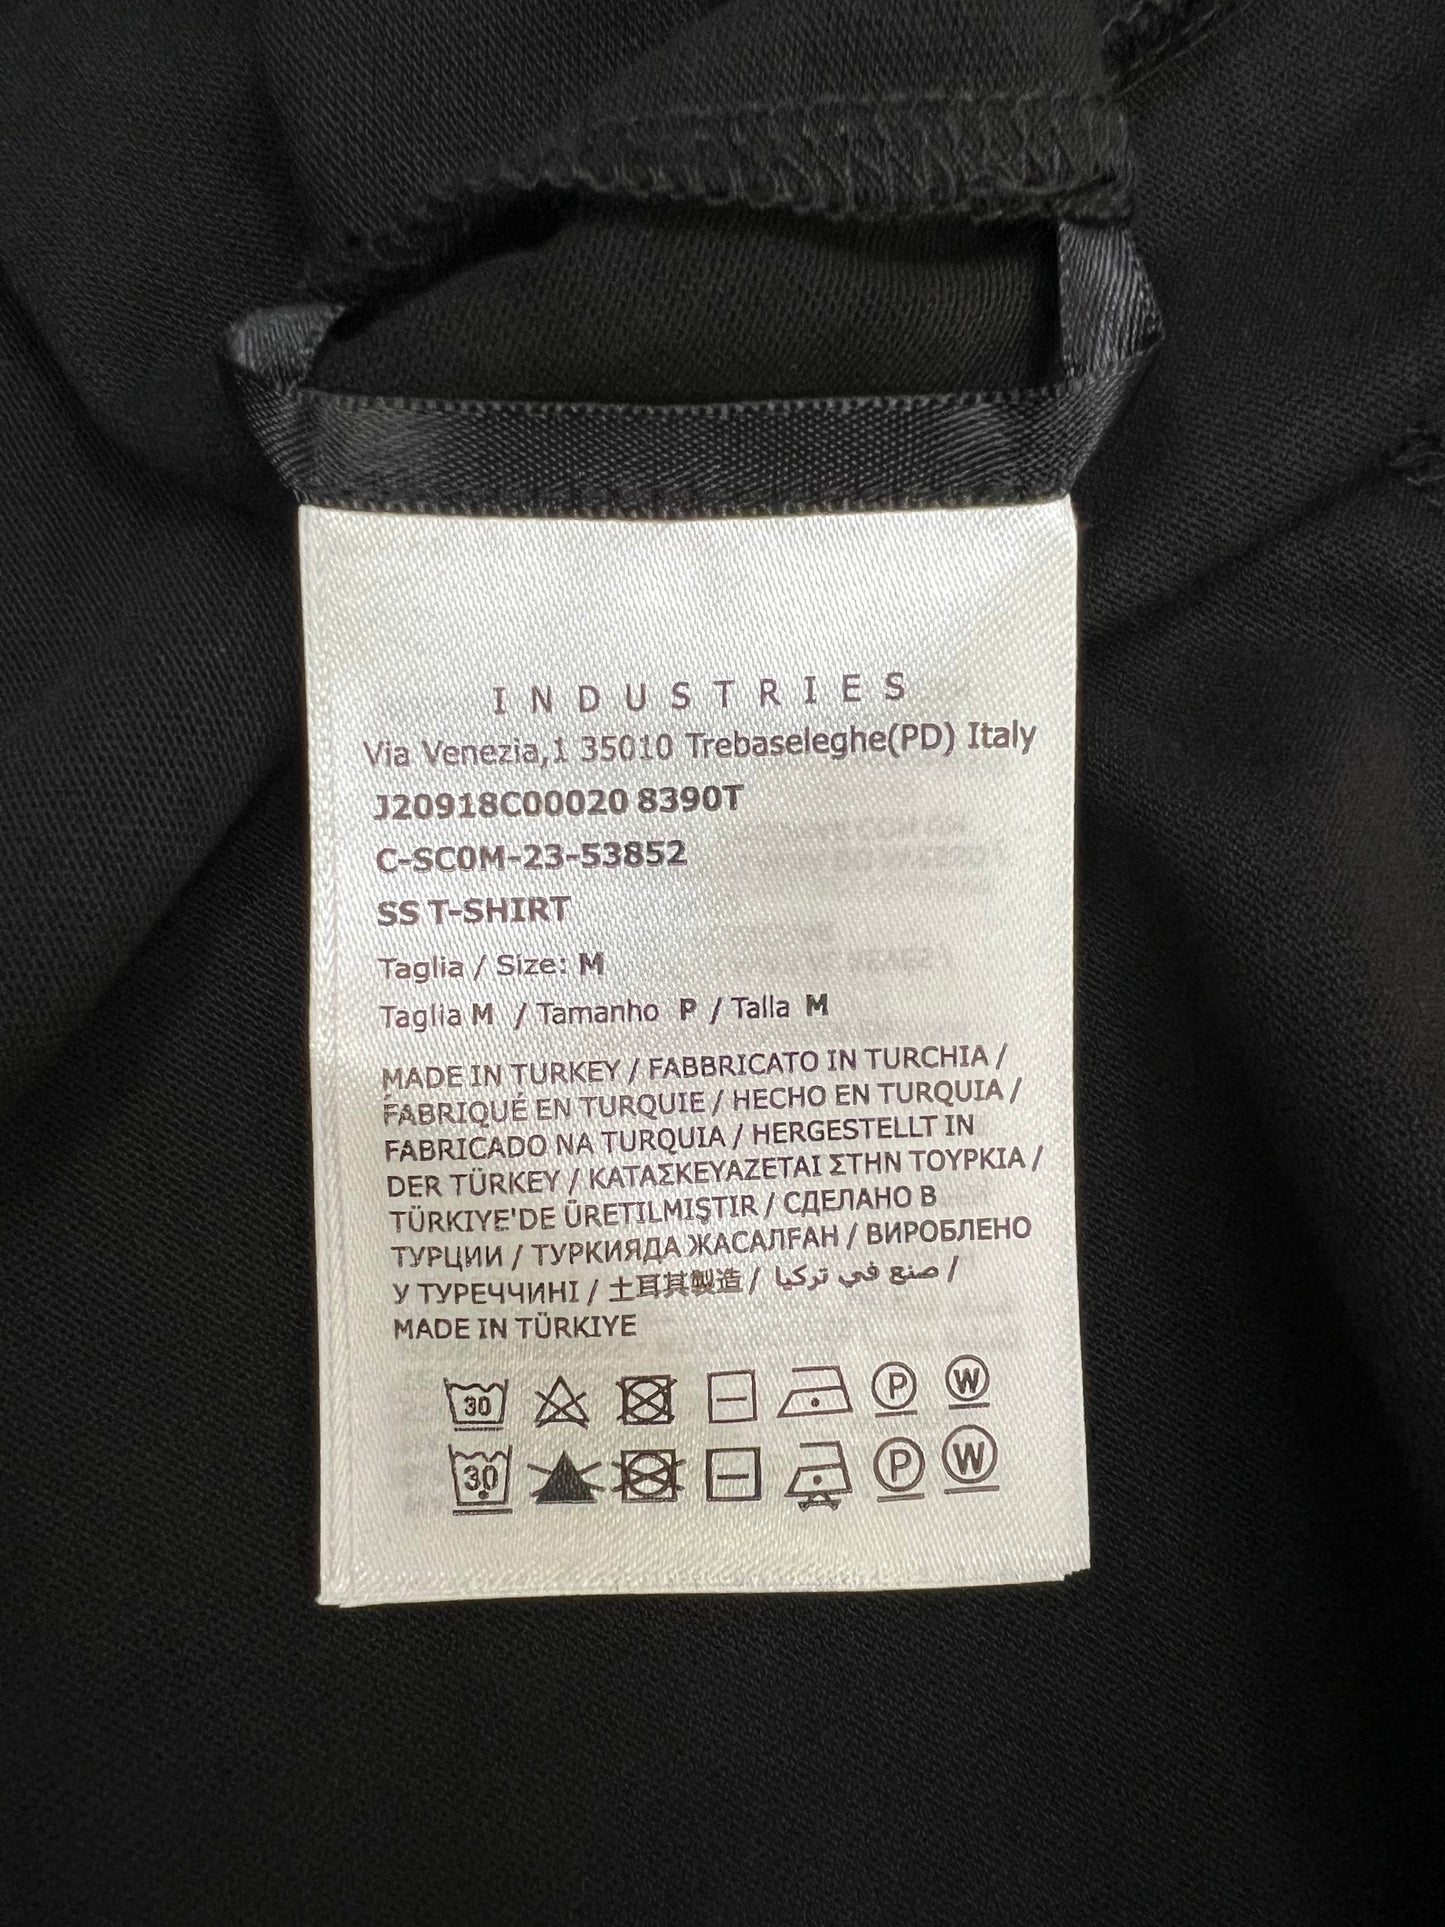 INDUSTRIES
Via Venezia,1 35010 Trebaseleghe(PD) Italy
J20918C00020 8390T
C-SC0M-23-53852
SS T-SHIRT
Taglia / Size: M
Taglia M / Tamanho P / Talla M
MADE IN TURKEY / FABBRICATO IN TURCHIA /
FABRIQUÉ EN TURQUIE / HECHO EN TURQUIA /
FABRICADO NA TURQUIA / HERGESTELLT IN
DER TÜRKEY / ΚΑΤΑΣΚΕΥΑΖΕΤΑΙ ΣΤΗΝ ΤΟΥΡΚΙΑ /
TÜRKIYE'DE ÜRETILMIŞTIR / СДЕЛАНО В
ТУРЦИИ / ТУРКИЯДА ЖАСАЛҒАН / ВИРОБЛЕНО
У ТУРЕЧЧИНІ / 土耳其製造 / صنع في تركيا /
MADE IN TÜRKIYE
30 P W
30 P W